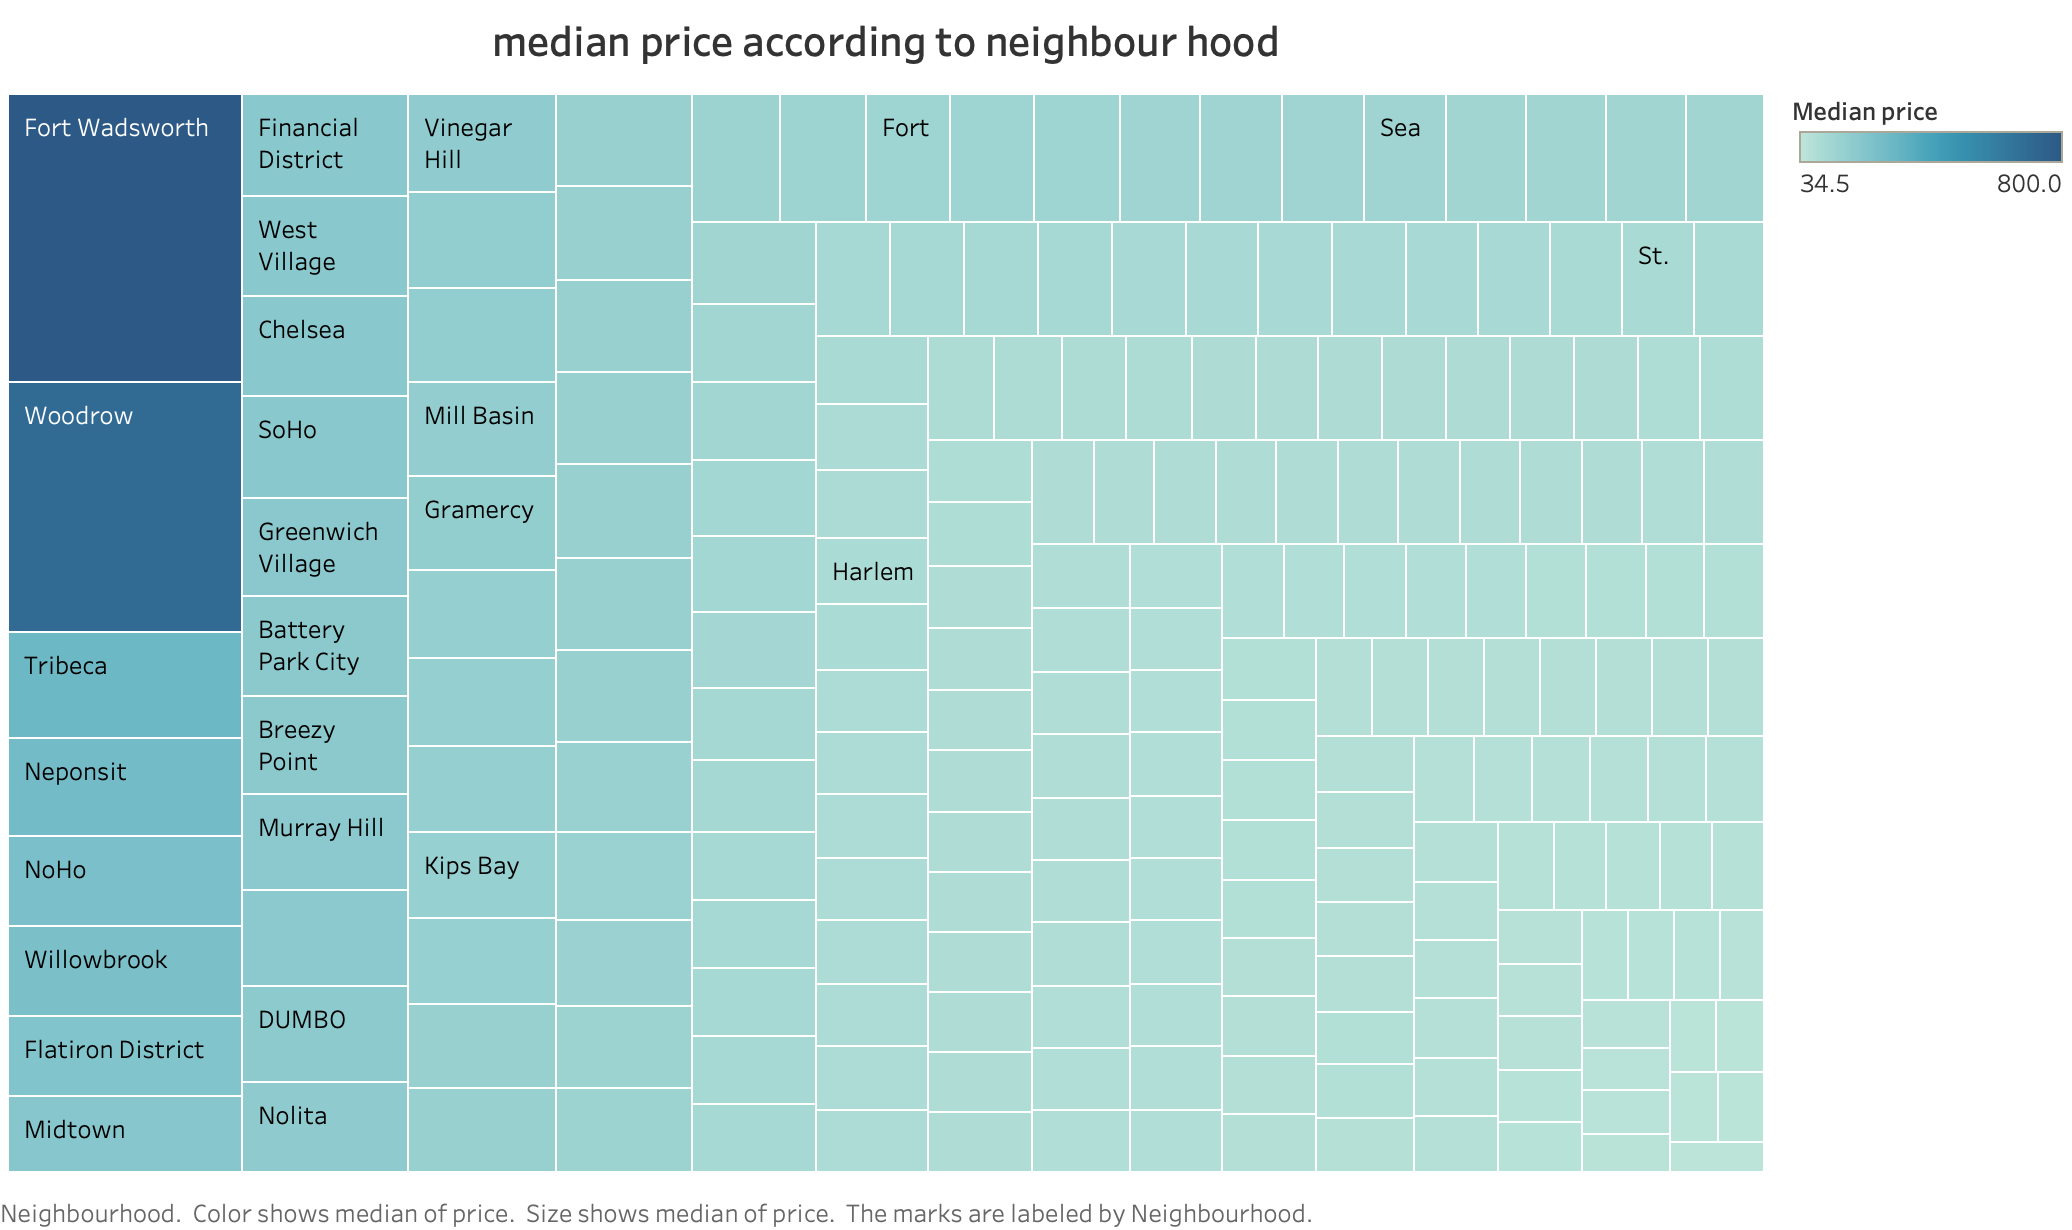 median price according to neighbour hood
Fort Wadsworth
Woodrow
Tribeca
Neponsit
NoHo
Willowbrook
Flatiron District
Midtown
Financial
District
West
Village
Chelsea
SoHo
Greenwich
Village
Battery
Park City
Breezy
Point
Murray Hill
DUMBO
Nolita
Vinegar
Hill
Mill Basin
Gramercy
Kips Bay
Fort
Sea
St.
Harlem
Median price
34.5 800.0
Neighbourhood. Color shows median of price. Size shows median of price. The marks are labeled by Neighbourhood.